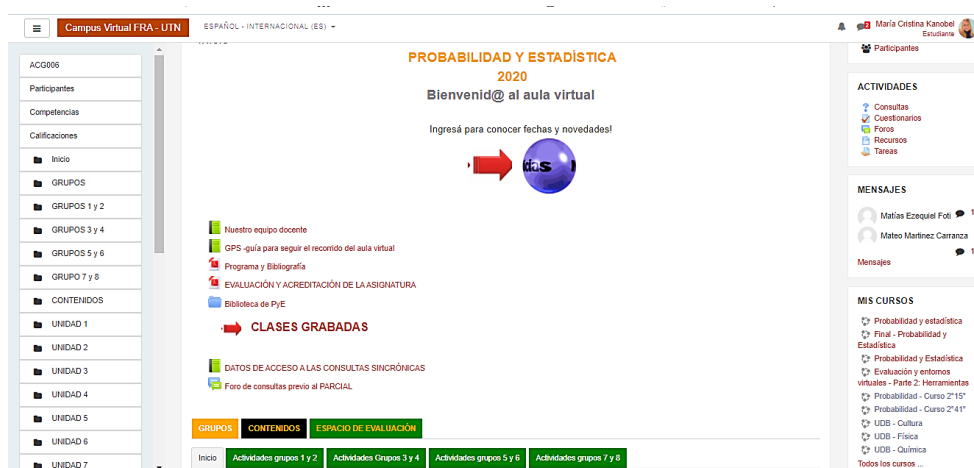 Campus Virtual FRA - UTN
ESPAÑOL - INTERNACIONAL (ES)
María Cristina Kanobel
Estudiante
2
ACG006
Participantes
Competencias
Calificaciones
Inicio
GRUPOS
GRUPOS 1 y 2
GRUPOS 3 y 4
GRUPOS 5 y 6
GRUPO 7 y 8
CONTENIDOS
UNIDAD 1
UNIDAD 2
UNIDAD 3
UNIDAD 4
UNIDAD 5
UNIDAD 6
UNIDAD 7
PROBABILIDAD Y ESTADÍSTICA
2020
Bienvenid@ al aula virtual
Ingresá para conocer fechas y novedades!
Nuestro equipo docente
GPS -guía para seguir el recorrido del aula virtual
Programa y Bibliografía
EVALUACIÓN Y ACREDITACIÓN DE LA ASIGNATURA
Biblioteca de PyE
CLASES GRABADAS
DATOS DE ACCESO A LAS CONSULTAS SINCRÓNICAS
Foro de consultas previo al PARCIAL
GRUPOS CONTENIDOS ESPACIO DE EVALUACIÓN
Inicio Actividades grupos 1 y 2 Actividades Grupos 3 y 4 Actividades grupos 5 y 6 Actividades grupos 7 y 8
Participantes
ACTIVIDADES
Consultas
Cuestionarios
Foros
Recursos
Tareas
MENSAJES
Matías Ezequiel Foti 1
Mateo Martinez Carranza
1
Mensajes
MIS CURSOS
Probabilidad y estadística
Final - Probabilidad y
Estadística
Probabilidad y Estadística
Evaluación y entornos
virtuales - Parte 2: Herramientas
Probabilidad - Curso 2°15"
Probabilidad - Curso 2°41"
UDB - Cultura
UDB - Física
UDB - Química
Todos los cursos ...